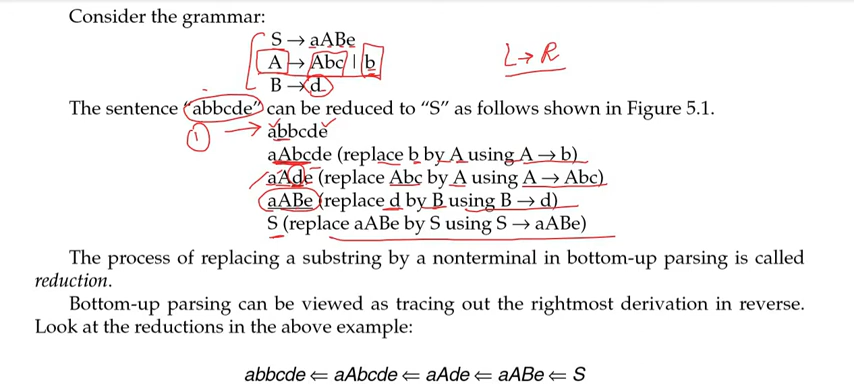 Consider the grammar:
S → aABe
A → Abc | b
L → R
B → d
The sentence "abbcde" can be reduced to "S" as follows shown in Figure 5.1.
1 → abbcde
aAbcde (replace b by A using A → b)
aAde (replace Abc by A using A → Abc)
aABe (replace d by B using B → d)
S (replace aABe by S using S → aABe)
The process of replacing a substring by a nonterminal in bottom-up parsing is called
reduction.
Bottom-up parsing can be viewed as tracing out the rightmost derivation in reverse.
Look at the reductions in the above example:
abbcde ⇐ aAbcde ⇐ aAde ⇐ aABe ⇐ S